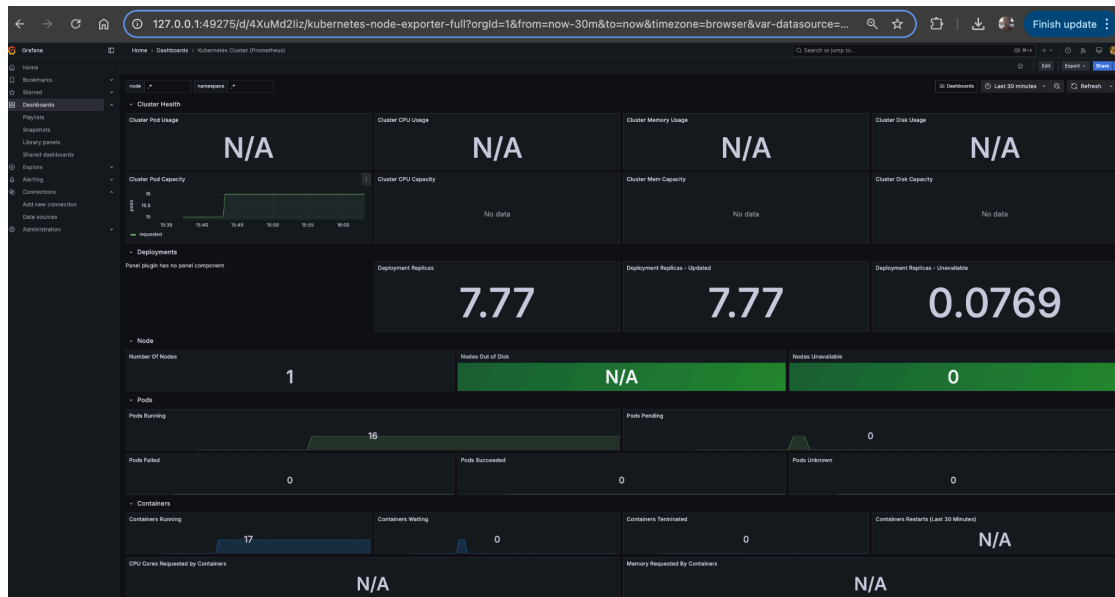 127.0.0.1:49275/d/4XuMd2Iiz/kubernetes-node-exporter-full?orgId=1&from=now-30m&to=now&timezone=browser&var-datasource=...
Finish update
Grafana
Home › Dashboards › Kubernetes Cluster (Prometheus)
Search or jump to...
Home
Bookmarks
Starred
Dashboards
Playlists
Snapshots
Library panels
Shared dashboards
Explore
Alerting
Connections
Add new connection
Data sources
Administration
Edit
Export
Share
node .*
namespace .*
Dashboards
Last 30 minutes
Refresh
Cluster Health
Cluster Pod Usage
N/A
Cluster CPU Usage
N/A
Cluster Memory Usage
N/A
Cluster Disk Usage
N/A
Cluster Pod Capacity
pods
16
15.5
15
15:35 15:40 15:45 15:50 15:55 16:00
requested
Cluster CPU Capacity
No data
Cluster Mem Capacity
No data
Cluster Disk Capacity
No data
Deployments
Panel plugin has no panel component
Deployment Replicas
7.77
Deployment Replicas - Updated
7.77
Deployment Replicas - Unavailable
0.0769
Node
Number Of Nodes
1
Nodes Out of Disk
N/A
Nodes Unavailable
0
Pods
Pods Running
16
Pods Pending
0
Pods Failed
0
Pods Succeeded
0
Pods Unknown
0
Containers
Containers Running
17
Containers Waiting
0
Containers Terminated
0
Containers Restarts (Last 30 Minutes)
N/A
CPU Cores Requested by Containers
N/A
Memory Requested By Containers
N/A